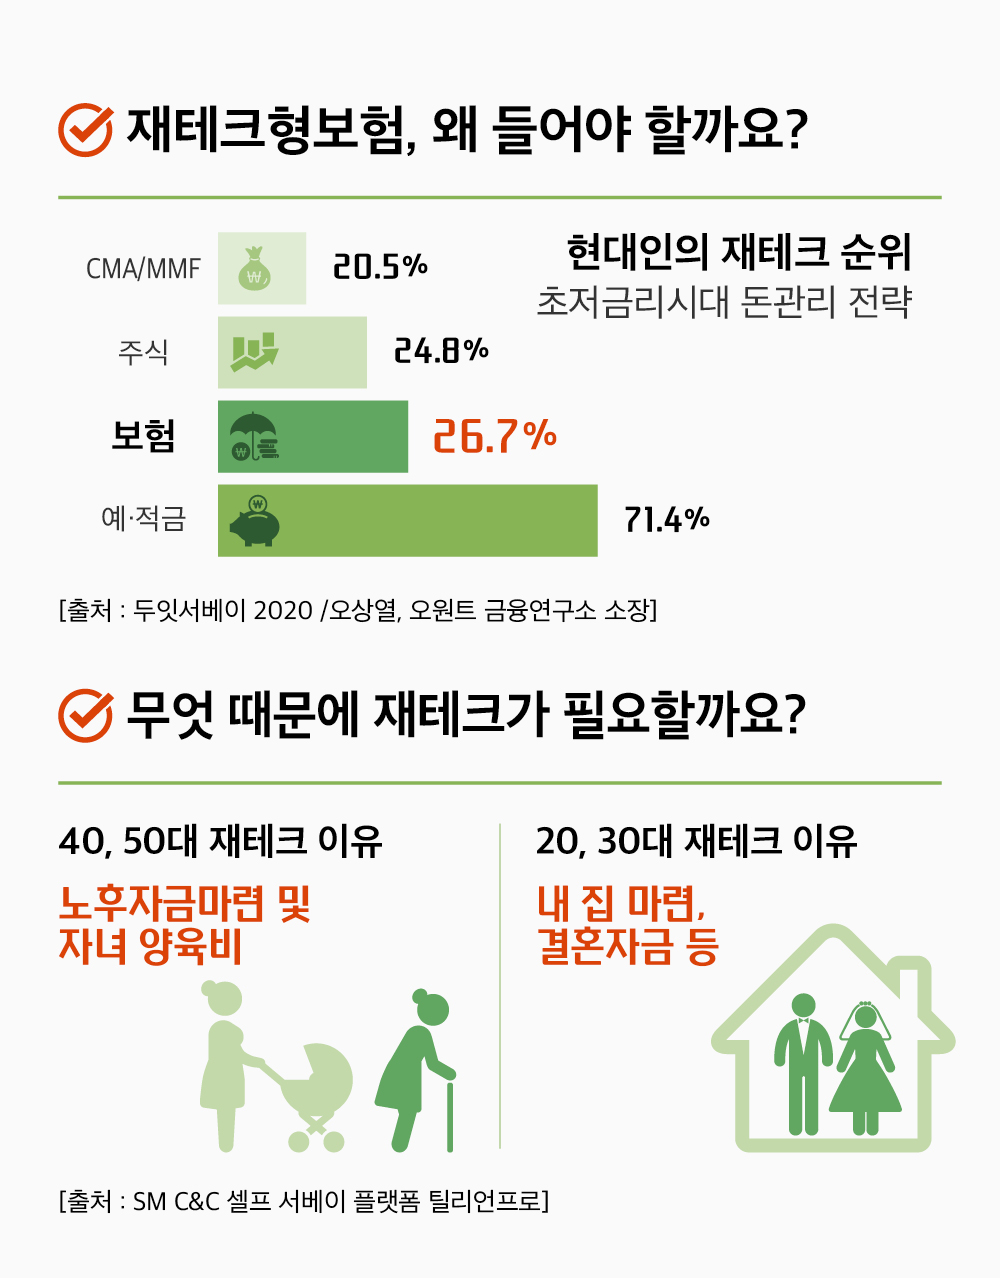 재테크형보험, 왜 들어야 할까요?
현대인의 재테크 순위
초저금리시대 돈관리 전략
CMA/MMF 20.5%
주식 24.8%
보험 26.7%
예·적금 71.4%
[출처 : 두잇서베이 2020 /오상열, 오원트 금융연구소 소장]
무엇 때문에 재테크가 필요할까요?
40, 50대 재테크 이유
노후자금마련 및
자녀 양육비
20, 30대 재테크 이유
내 집 마련,
결혼자금 등
[출처 : SM C&C 셀프 서베이 플랫폼 틸리언프로]